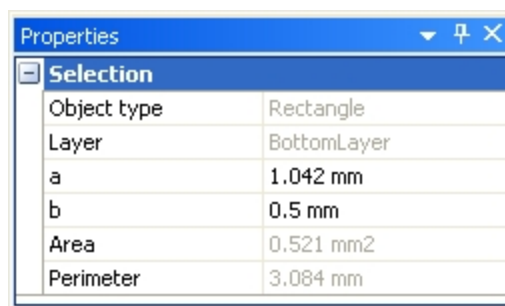 Properties
Selection
Object type Rectangle
Layer BottomLayer
a 1.042 mm
b 0.5 mm
Area 0.521 mm2
Perimeter 3.084 mm